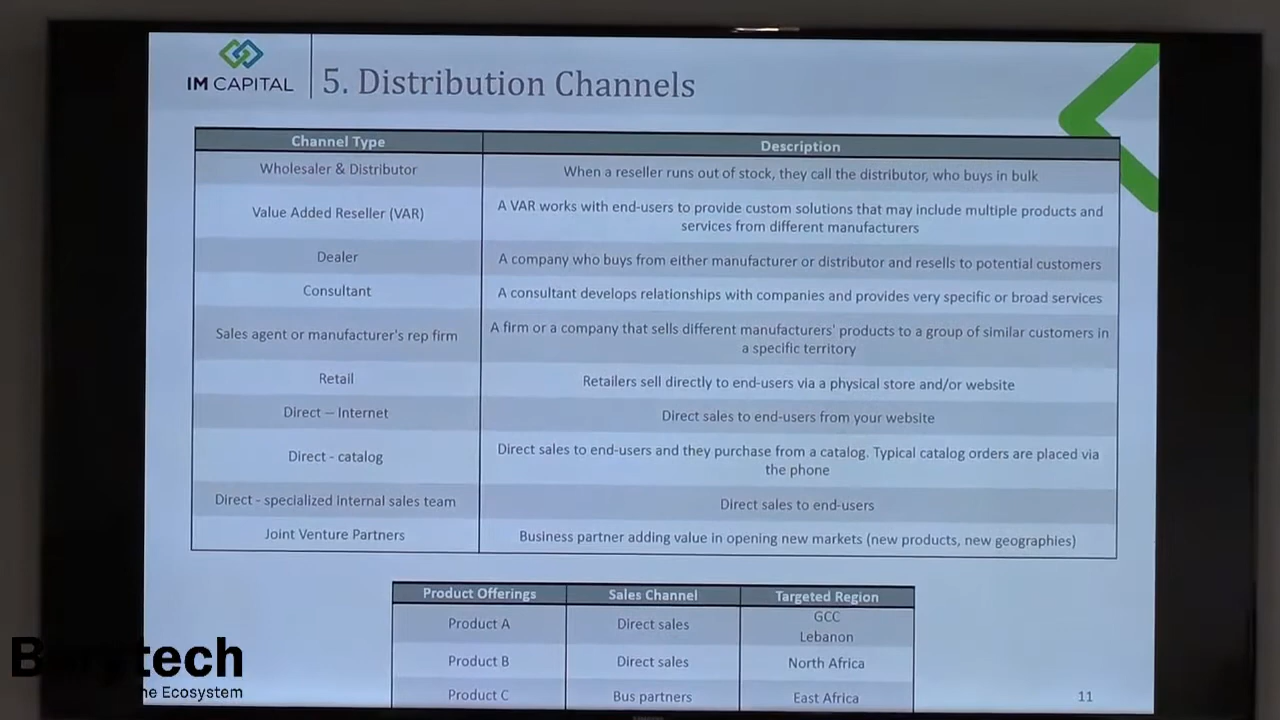 IM CAPITAL
5. Distribution Channels
Channel Type
Description
Wholesaler & Distributor
When a reseller runs out of stock, they call the distributor, who buys in bulk
Value Added Reseller (VAR)
A VAR works with end-users to provide custom solutions that may include multiple products and
services from different manufacturers
Dealer
A company who buys from either manufacturer or distributor and resells to potential customers
Consultant
A consultant develops relationships with companies and provides very specific or broad services
Sales agent or manufacturer's rep firm
A firm or a company that sells different manufacturers' products to a group of similar customers in
a specific territory
Retail
Retailers sell directly to end-users via a physical store and/or website
Direct – Internet
Direct sales to end-users from your website
Direct - catalog
Direct sales to end-users and they purchase from a catalog. Typical catalog orders are placed via
the phone
Direct - specialized internal sales team
Direct sales to end-users
Joint Venture Partners
Business partner adding value in opening new markets (new products, new geographies)
Product Offerings
Sales Channel
Targeted Region
Product A
Direct sales
GCC
Lebanon
Product B
Direct sales
North Africa
Product C
Bus partners
East Africa
11
Ecosystem